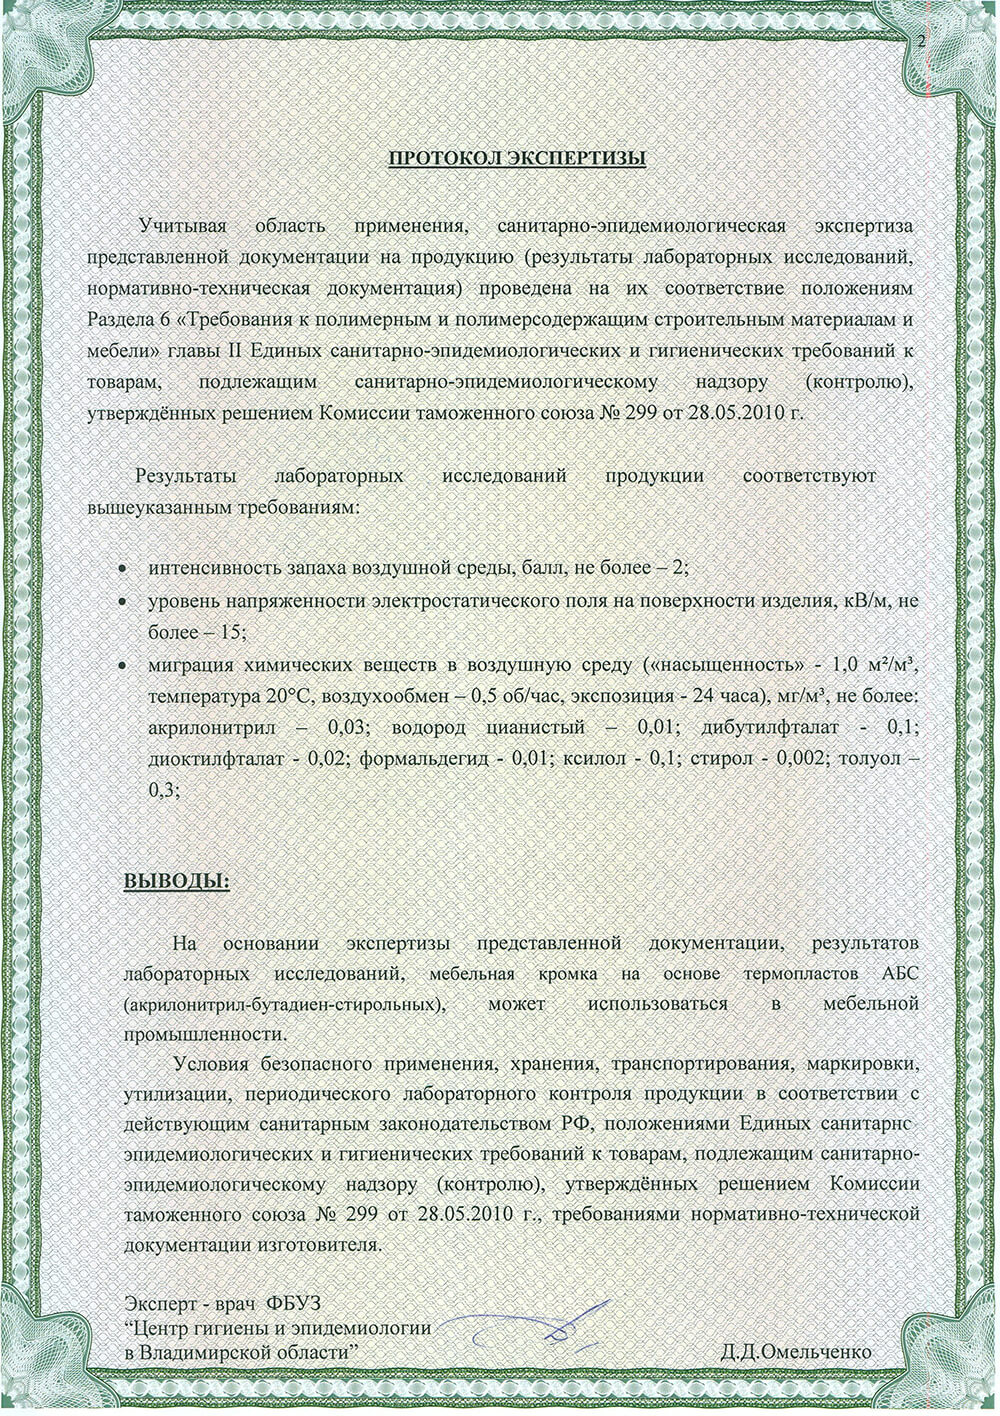 2
ПРОТОКОЛ ЭКСПЕРТИЗЫ
Учитывая область применения, санитарно-эпидемиологическая экспертиза
представленной документации на продукцию (результаты лабораторных исследований,
нормативно-техническая документация) проведена на их соответствие положениям
Раздела 6 «Требования к полимерным и полимерсодержащим строительным материалам и
мебели» главы II Единых санитарно-эпидемиологических и гигиенических требований к
товарам, подлежащим санитарно-эпидемиологическому надзору (контролю),
утверждённых решением Комиссии таможенного союза № 299 от 28.05.2010 г.
Результаты лабораторных исследований продукции соответствуют
вышеуказанным требованиям:
• интенсивность запаха воздушной среды, балл, не более – 2;
• уровень напряженности электростатического поля на поверхности изделия, кВ/м, не
более – 15;
• миграция химических веществ в воздушную среду («насыщенность» - 1,0 м²/м³,
температура 20°С, воздухообмен – 0,5 об/час, экспозиция - 24 часа), мг/м³, не более:
акрилонитрил – 0,03; водород цианистый – 0,01; дибутилфталат - 0,1;
диоктилфталат - 0,02; формальдегид - 0,01; ксилол - 0,1; стирол - 0,002; толуол –
0,3;
ВЫВОДЫ:
На основании экспертизы представленной документации, результатов
лабораторных исследований, мебельная кромка на основе термопластов АБС
(акрилонитрил-бутадиен-стирольных), может использоваться в мебельной
промышленности.
Условия безопасного применения, хранения, транспортирования, маркировки,
утилизации, периодического лабораторного контроля продукции в соответствии с
действующим санитарным законодательством РФ, положениями Единых санитарнс
эпидемиологических и гигиенических требований к товарам, подлежащим санитарно-
эпидемиологическому надзору (контролю), утверждённых решением Комиссии
таможенного союза № 299 от 28.05.2010 г., требованиями нормативно-технической
документации изготовителя.
Эксперт - врач ФБУЗ
“Центр гигиены и эпидемиологии
в Владимирской области”
Д.Д.Омельченко